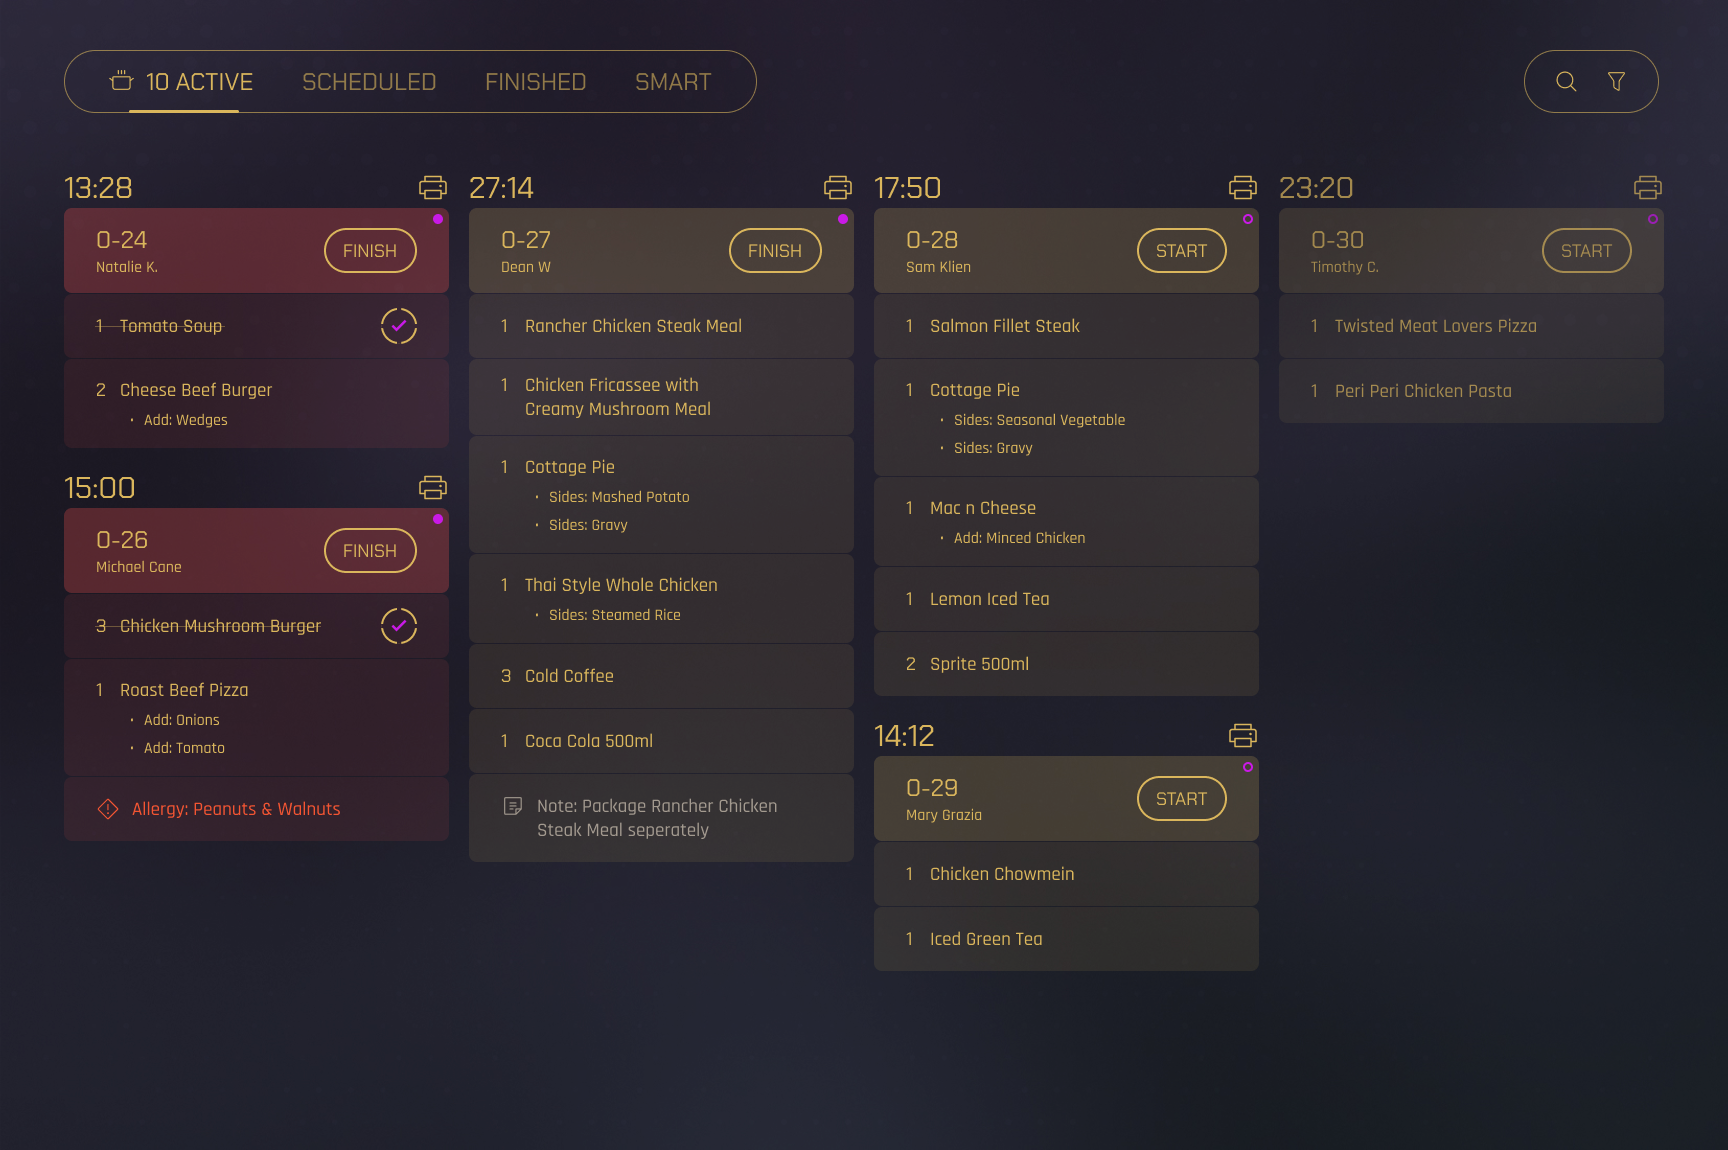 10 ACTIVE
SCHEDULED
FINISHED
SMART
13:28
0-24
Natalie K.
FINISH
1 Tomato Soup
2 Cheese Beef Burger
• Add: Wedges
15:00
0-26
Michael Cane
FINISH
3 Chicken Mushroom Burger
1 Roast Beef Pizza
• Add: Onions
• Add: Tomato
Allergy: Peanuts & Walnuts
27:14
0-27
Dean W
FINISH
1 Rancher Chicken Steak Meal
1 Chicken Fricassee with
Creamy Mushroom Meal
1 Cottage Pie
• Sides: Mashed Potato
• Sides: Gravy
1 Thai Style Whole Chicken
• Sides: Steamed Rice
3 Cold Coffee
1 Coca Cola 500ml
Note: Package Rancher Chicken
Steak Meal seperately
17:50
0-28
Sam Klien
START
1 Salmon Fillet Steak
1 Cottage Pie
• Sides: Seasonal Vegetable
• Sides: Gravy
1 Mac n Cheese
• Add: Minced Chicken
1 Lemon Iced Tea
2 Sprite 500ml
14:12
0-29
Mary Grazia
START
1 Chicken Chowmein
1 Iced Green Tea
23:20
0-30
Timothy C.
START
1 Twisted Meat Lovers Pizza
1 Peri Peri Chicken Pasta